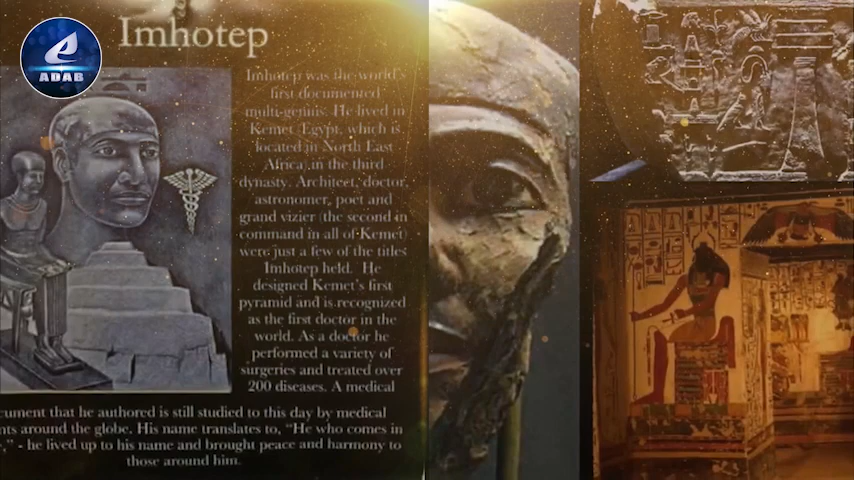 e
ADAB
Imhotep
Imhotep was the world's
first documented
multi-genius. He lived in
Kemet (Egypt, which is
located in North East
Africa) in the third
dynasty. Architect, doctor,
astronomer, poet and
grand vizier (the second in
command in all of Kemet)
were just a few of the titles
Imhotep held. He
designed Kemet's first
pyramid and is recognized
as the first doctor in the
world. As a doctor he
performed a variety of
surgeries and treated over
200 diseases. A medical
cument that he authored is still studied to this day by medical
nts around the globe. His name translates to, "He who comes in
," - he lived up to his name and brought peace and harmony to
those around him.